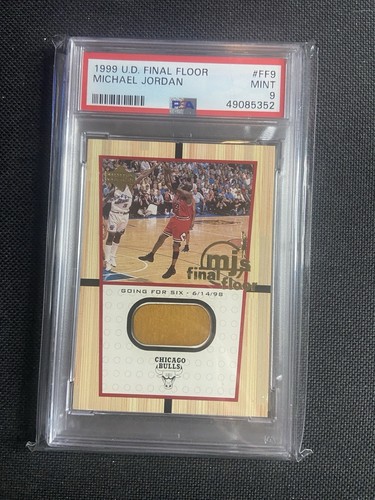 1999 U.D. FINAL FLOOR #FF9
MICHAEL JORDAN MINT
9
PSA 49085352
mjs
final
floor
GOING FOR SIX - 6/14/98
CHICAGO
BULLS